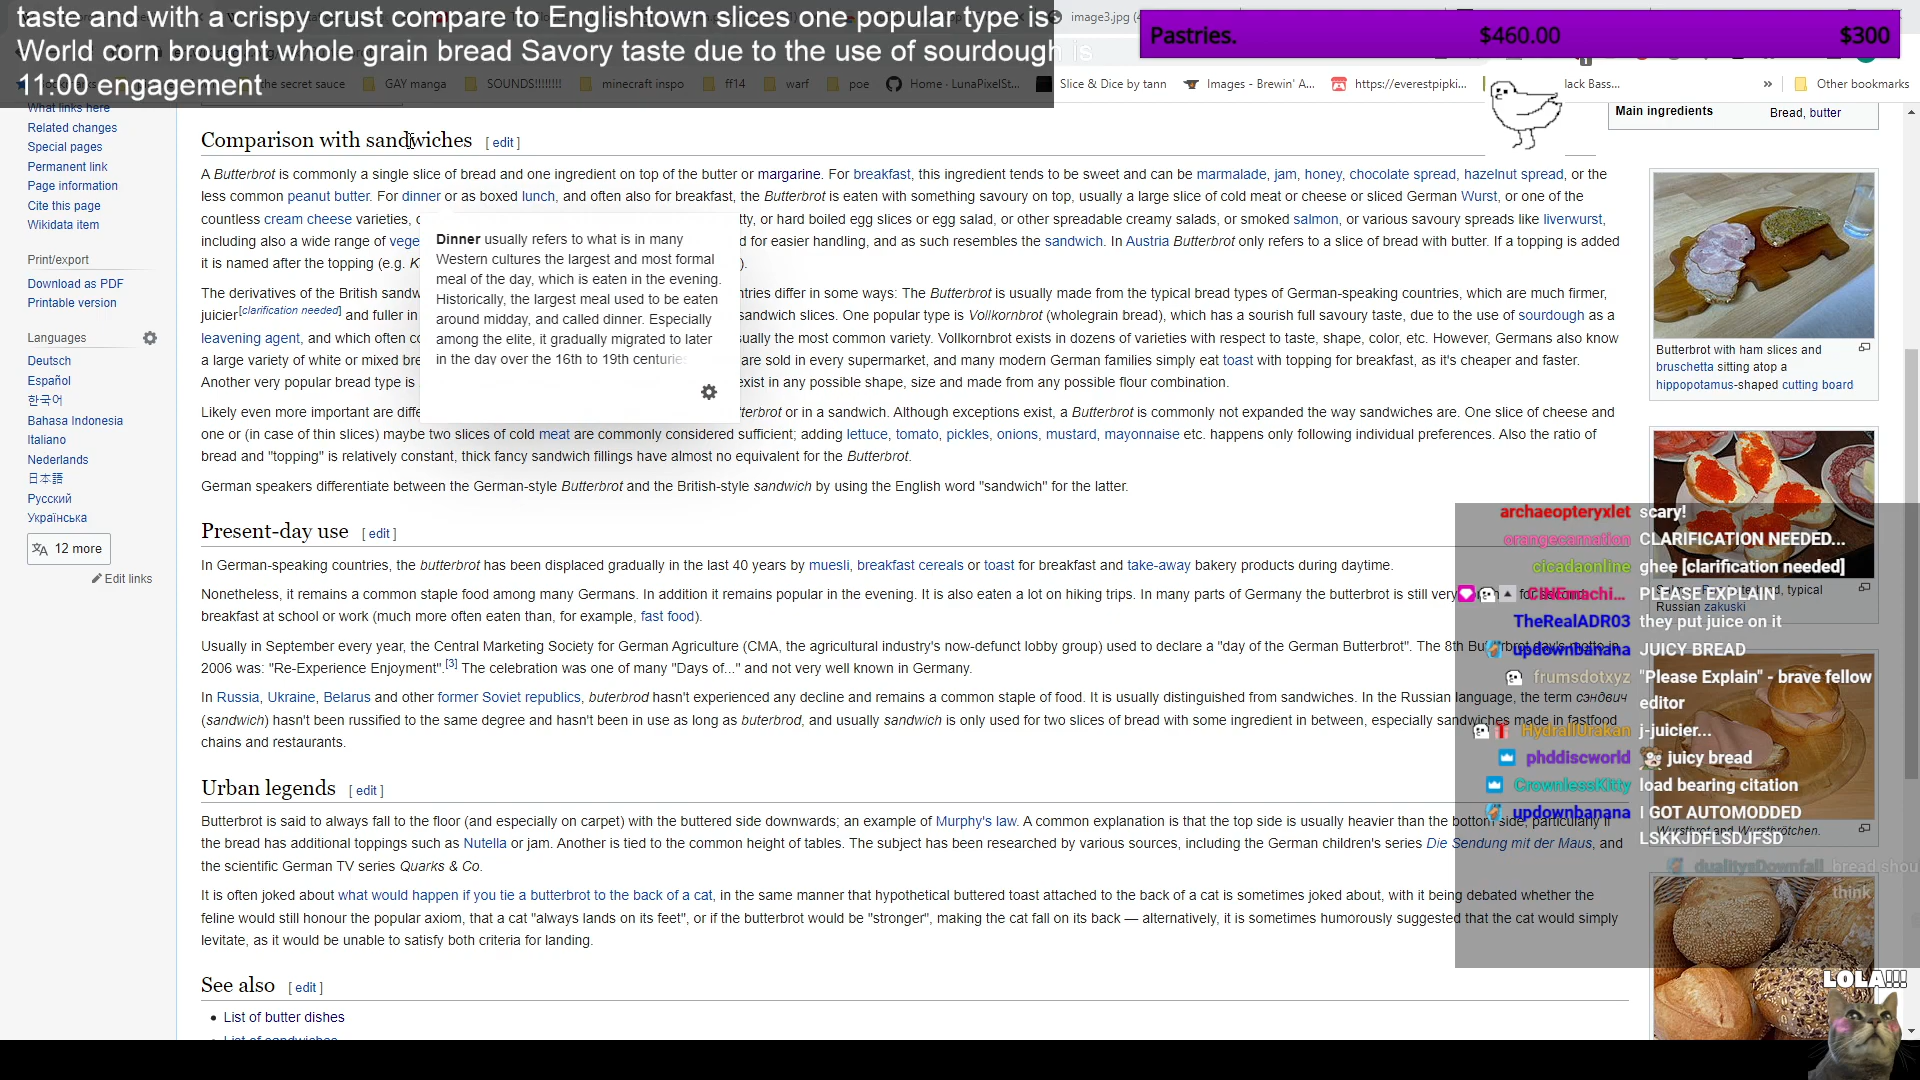 taste and with a crispy crust compare to Englishtown slices one popular type is
World corn brought. whole grain bread Savory taste due to the use of sourdough is
11:00 engagement
image3.jpg (4
Pastries. $460.00 $300
the secret sauce GAY manga SOUNDS!!!!!!!! minecraft inspo ff14 warf poe Home - LunaPixelSt... Slice & Dice by tann Images - Brewin' A... https://everestpipki... lack Bass... » Other bookmarks
What links here
Related changes
Special pages
Permanent link
Page information
Cite this page
Wikidata item
Print/export
Download as PDF
Printable version
Languages
Deutsch
Español
한국어
Bahasa Indonesia
Italiano
Nederlands
日本語
Русский
Українська
12 more
Edit links
Comparison with sandwiches [ edit ]
A Butterbrot is commonly a single slice of bread and one ingredient on top of the butter or margarine. For breakfast, this ingredient tends to be sweet and can be marmalade, jam, honey, chocolate spread, hazelnut spread, or the
less common peanut butter. For dinner or as boxed lunch, and often also for breakfast, the Butterbrot is eaten with something savoury on top, usually a large slice of cold meat or cheese or sliced German Wurst, or one of the
countless cream cheese varieties, c tty, or hard boiled egg slices or egg salad, or other spreadable creamy salads, or smoked salmon, or various savoury spreads like liverwurst,
including also a wide range of vege d for easier handling, and as such resembles the sandwich. In Austria Butterbrot only refers to a slice of bread with butter. If a topping is added
it is named after the topping (e.g. K ).
The derivatives of the British sandw ntries differ in some ways: The Butterbrot is usually made from the typical bread types of German-speaking countries, which are much firmer,
juicier[clarification needed] and fuller in sandwich slices. One popular type is Vollkornbrot (wholegrain bread), which has a sourish full savoury taste, due to the use of sourdough as a
leavening agent, and which often co sually the most common variety. Vollkornbrot exists in dozens of varieties with respect to taste, shape, color, etc. However, Germans also know
a large variety of white or mixed bre are sold in every supermarket, and many modern German families simply eat toast with topping for breakfast, as it's cheaper and faster.
Another very popular bread type is exist in any possible shape, size and made from any possible flour combination.
Dinner usually refers to what is in many
Western cultures the largest and most formal
meal of the day, which is eaten in the evening.
Historically, the largest meal used to be eaten
around midday, and called dinner. Especially
among the elite, it gradually migrated to later
in the day over the 16th to 19th centuries
Likely even more important are diffe terbrot or in a sandwich. Although exceptions exist, a Butterbrot is commonly not expanded the way sandwiches are. One slice of cheese and
one or (in case of thin slices) maybe two slices of cold meat are commonly considered sufficient; adding lettuce, tomato, pickles, onions, mustard, mayonnaise etc. happens only following individual preferences. Also the ratio of
bread and "topping" is relatively constant, thick fancy sandwich fillings have almost no equivalent for the Butterbrot.
German speakers differentiate between the German-style Butterbrot and the British-style sandwich by using the English word "sandwich" for the latter.
Present-day use [ edit ]
In German-speaking countries, the butterbrot has been displaced gradually in the last 40 years by muesli, breakfast cereals or toast for breakfast and take-away bakery products during daytime.
Nonetheless, it remains a common staple food among many Germans. In addition it remains popular in the evening. It is also eaten a lot on hiking trips. In many parts of Germany the butterbrot is still very
breakfast at school or work (much more often eaten than, for example, fast food).
Usually in September every year, the Central Marketing Society for German Agriculture (CMA, the agricultural industry's now-defunct lobby group) used to declare a "day of the German Butterbrot". The 8th Butterbrot day's motto in
2006 was: "Re-Experience Enjoyment".[3] The celebration was one of many "Days of..." and not very well known in Germany.
In Russia, Ukraine, Belarus and other former Soviet republics, buterbrod hasn't experienced any decline and remains a common staple of food. It is usually distinguished from sandwiches. In the Russian language, the term сэндвич
(sandwich) hasn't been russified to the same degree and hasn't been in use as long as buterbrod, and usually sandwich is only used for two slices of bread with some ingredient in between, especially sandwiches made in fastfood
chains and restaurants.
Urban legends [ edit ]
Butterbrot is said to always fall to the floor (and especially on carpet) with the buttered side downwards; an example of Murphy's law. A common explanation is that the top side is usually heavier than the bottom side, particularly if
the bread has additional toppings such as Nutella or jam. Another is tied to the common height of tables. The subject has been researched by various sources, including the German children's series Die Sendung mit der Maus, and
the scientific German TV series Quarks & Co.
It is often joked about what would happen if you tie a butterbrot to the back of a cat, in the same manner that hypothetical buttered toast attached to the back of a cat is sometimes joked about, with it being debated whether the
feline would still honour the popular axiom, that a cat "always lands on its feet", or if the butterbrot would be "stronger", making the cat fall on its back — alternatively, it is sometimes humorously suggested that the cat would simply
levitate, as it would be unable to satisfy both criteria for landing.
See also [ edit ]
List of butter dishes
List of sandwiches
Main ingredients Bread, butter
Butterbrot with ham slices and
bruschetta sitting atop a
hippopotamus-shaped cutting board
typical
Russian zakuski
Wurstbrot and Wurstbrötchen.
archaeopteryxlet scary!
orangecarnation CLARIFICATION NEEDED...
cicadaonline ghee [clarification needed]
PLEASE EXPLAIN
TheRealADR03 they put juice on it
updownbanana JUICY BREAD
frumsdotxyz "Please Explain" - brave fellow
editor
j-juicier...
phddiscworld juicy bread
CrownlessKitty load bearing citation
updownbanana I GOT AUTOMODDED
LSKKJDFLSDJFSD
dualitysDownfall bread shou
think
LOLA!!!